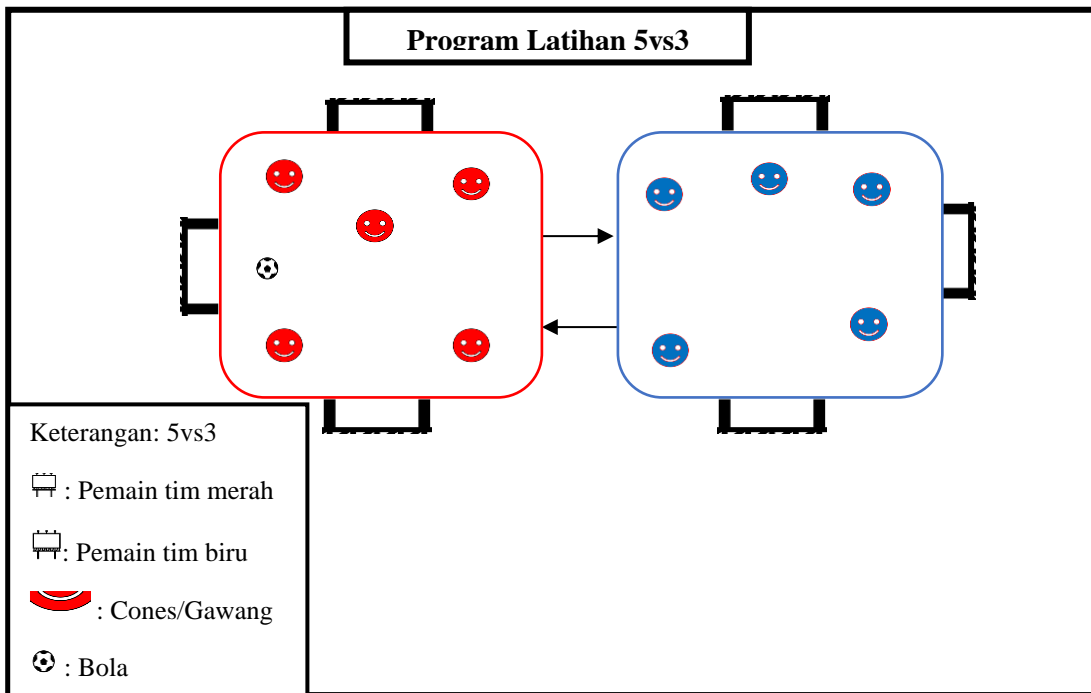 Program Latihan 5vs3
Keterangan: 5vs3
: Pemain tim merah
: Pemain tim biru
: Cones/Gawang
: Bola